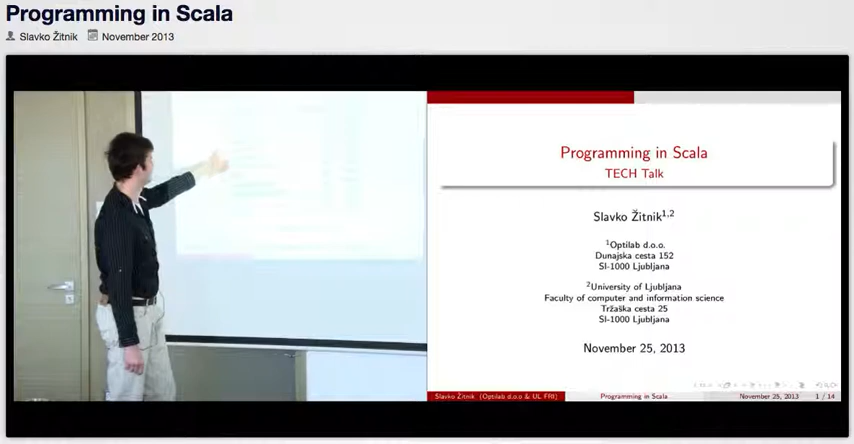 Programming in Scala
Slavko Žitnik November 2013
Programming in Scala
TECH Talk
Slavko Žitnik1,2
1Optilab d.o.o.
Dunajska cesta 152
SI-1000 Ljubljana
2University of Ljubljana
Faculty of computer and information science
Tržaška cesta 25
SI-1000 Ljubljana
November 25, 2013
Slavko Žitnik (Optilab d.o.o & UL FRI) Programming in Scala November 25, 2013 1 / 14